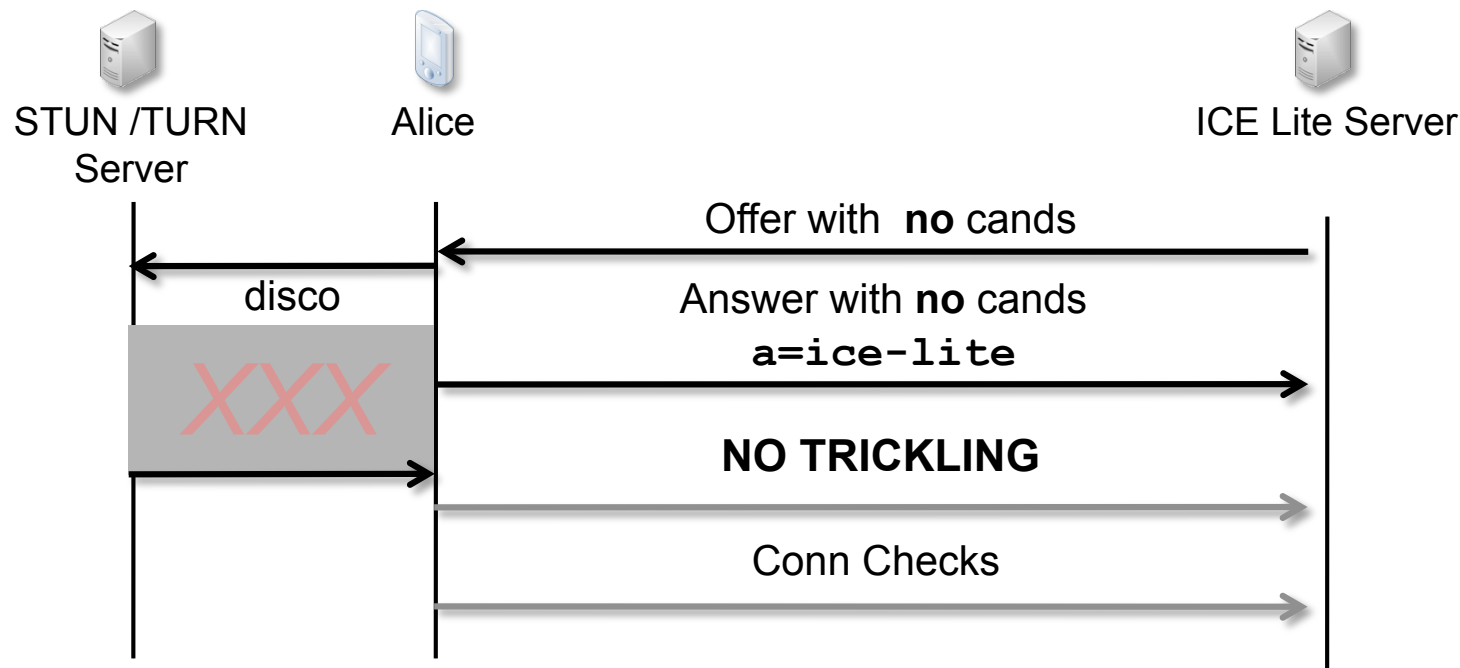 STUN /TURN
Server
Alice
ICE Lite Server
Offer with no cands
disco
Answer with no cands
a=ice-lite
XXX
NO TRICKLING
Conn Checks